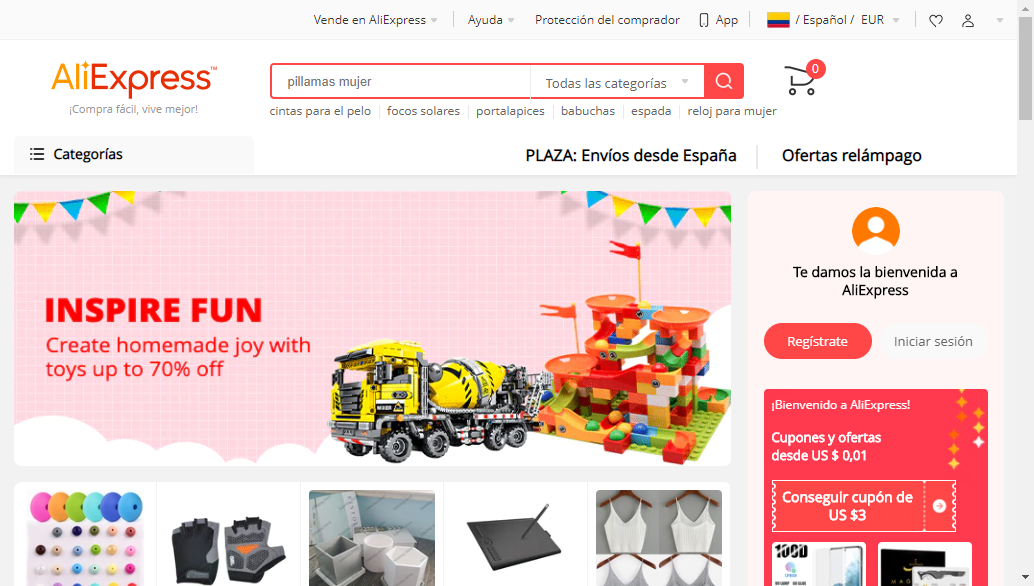 Vende en AliExpress
Ayuda
Protección del comprador
App
/ Español / EUR
AliExpress™
¡Compra fácil, vive mejor!
pillamas mujer
Todas las categorías
0
cintas para el pelo
focos solares
portalapices
babuchas
espada
reloj para mujer
Categorías
PLAZA: Envíos desde España
Ofertas relámpago
INSPIRE FUN
Create homemade joy with
toys up to 70% off
Te damos la bienvenida a
AliExpress
Regístrate
Iniciar sesión
¡Bienvenido a AliExpress!
Cupones y ofertas
desde US $ 0,01
Conseguir cupón de
US $3